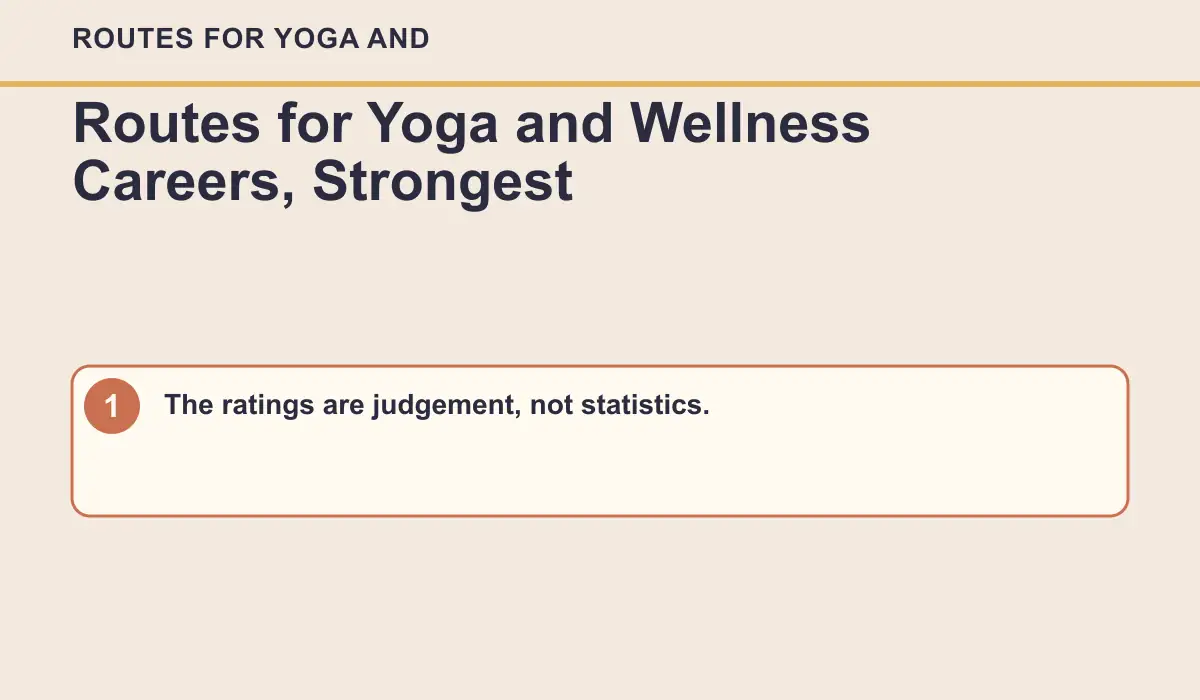 ROUTES FOR YOGA AND
Routes for Yoga and Wellness
Careers, Strongest
1 The ratings are judgement, not statistics.